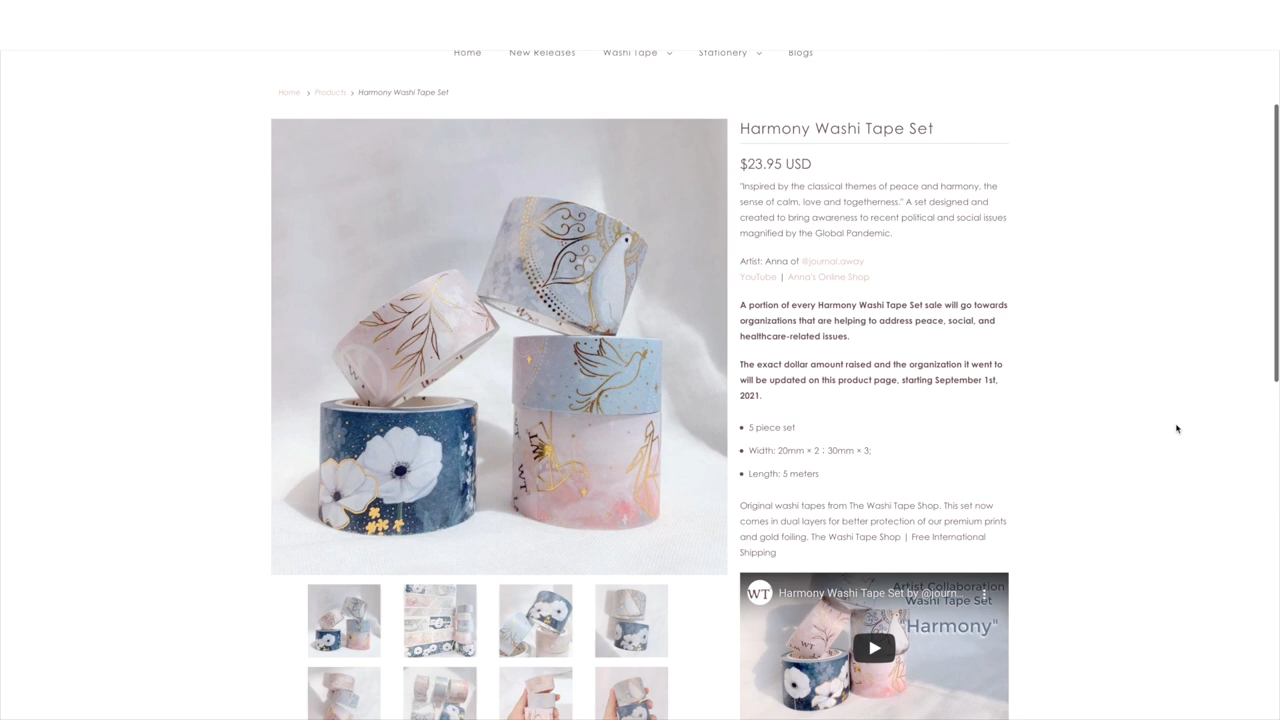 Home New Releases Washi Tape Stationery Blogs
Home > Products > Harmony Washi Tape Set
Harmony Washi Tape Set
$23.95 USD
"Inspired by the classical themes of peace and harmony, the
sense of calm, love and togetherness." A set designed and
created to bring awareness to recent political and social issues
magnified by the Global Pandemic.
Artist: Anna of @journal.away
YouTube | Anna's Online Shop
A portion of every Harmony Washi Tape Set sale will go towards
organizations that are helping to address peace, social, and
healthcare-related issues.
The exact dollar amount raised and the organization it went to
will be updated on this product page, starting September 1st,
2021.
• 5 piece set
• Width: 20mm × 2 ; 30mm × 3;
• Length: 5 meters
Original washi tapes from The Washi Tape Shop. This set now
comes in dual layers for better protection of our premium prints
and gold foiling. The Washi Tape Shop | Free International
Shipping
WT Harmony Washi Tape Set by @journ...
Artist Collaboration
Washi Tape Set
"Harmony"
WT